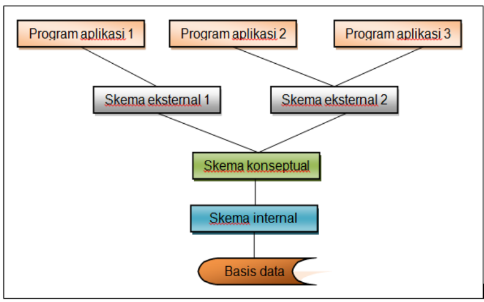 Program aplikasi 1
Program aplikasi 2
Program aplikasi 3
Skema eksternal 1
Skema eksternal 2
Skema konseptual
Skema internal
Basis data